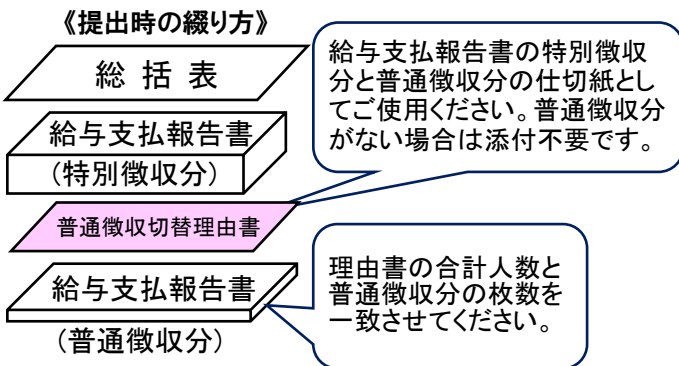 《提出時の綴り方》
総 括 表
給与支払報告書の特別徴収
分と普通徴収分の仕切紙とし
てご使用ください。普通徴収分
がない場合は添付不要です。
給与支払報告書
(特別徴収分)
普通徴収切替理由書
理由書の合計人数と
普通徴収分の枚数を
一致させてください。
給与支払報告書
(普通徴収分)